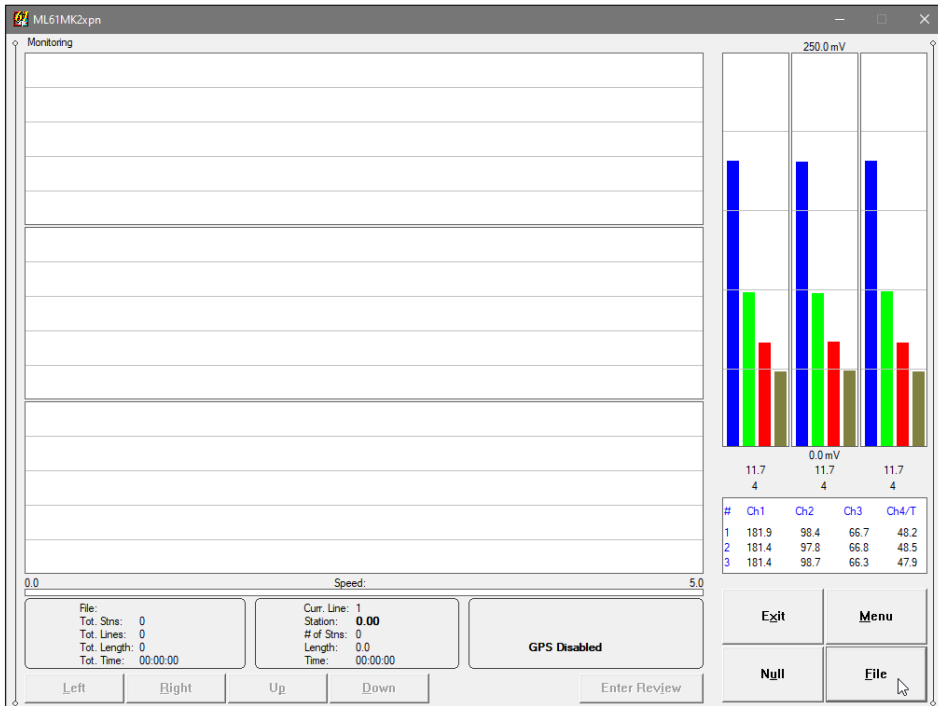 ML61MK2xpn
Monitoring
250.0 mV
0.0 mV
11.7 11.7 11.7
4 4 4
# Ch1 Ch2 Ch3 Ch4/T
1 181.9 98.4 66.7 48.2
2 181.4 97.8 66.8 48.5
3 181.4 98.7 66.3 47.9
0.0 Speed: 5.0
File:
Tot. Stns: 0
Tot. Lines: 0
Tot. Length: 0
Tot. Time: 00:00:00
Curr. Line: 1
Station: 0.00
# of Stns: 0
Length: 0.0
Time: 00:00:00
GPS Disabled
Exit Menu
Null File
Left Right Up Down Enter Review